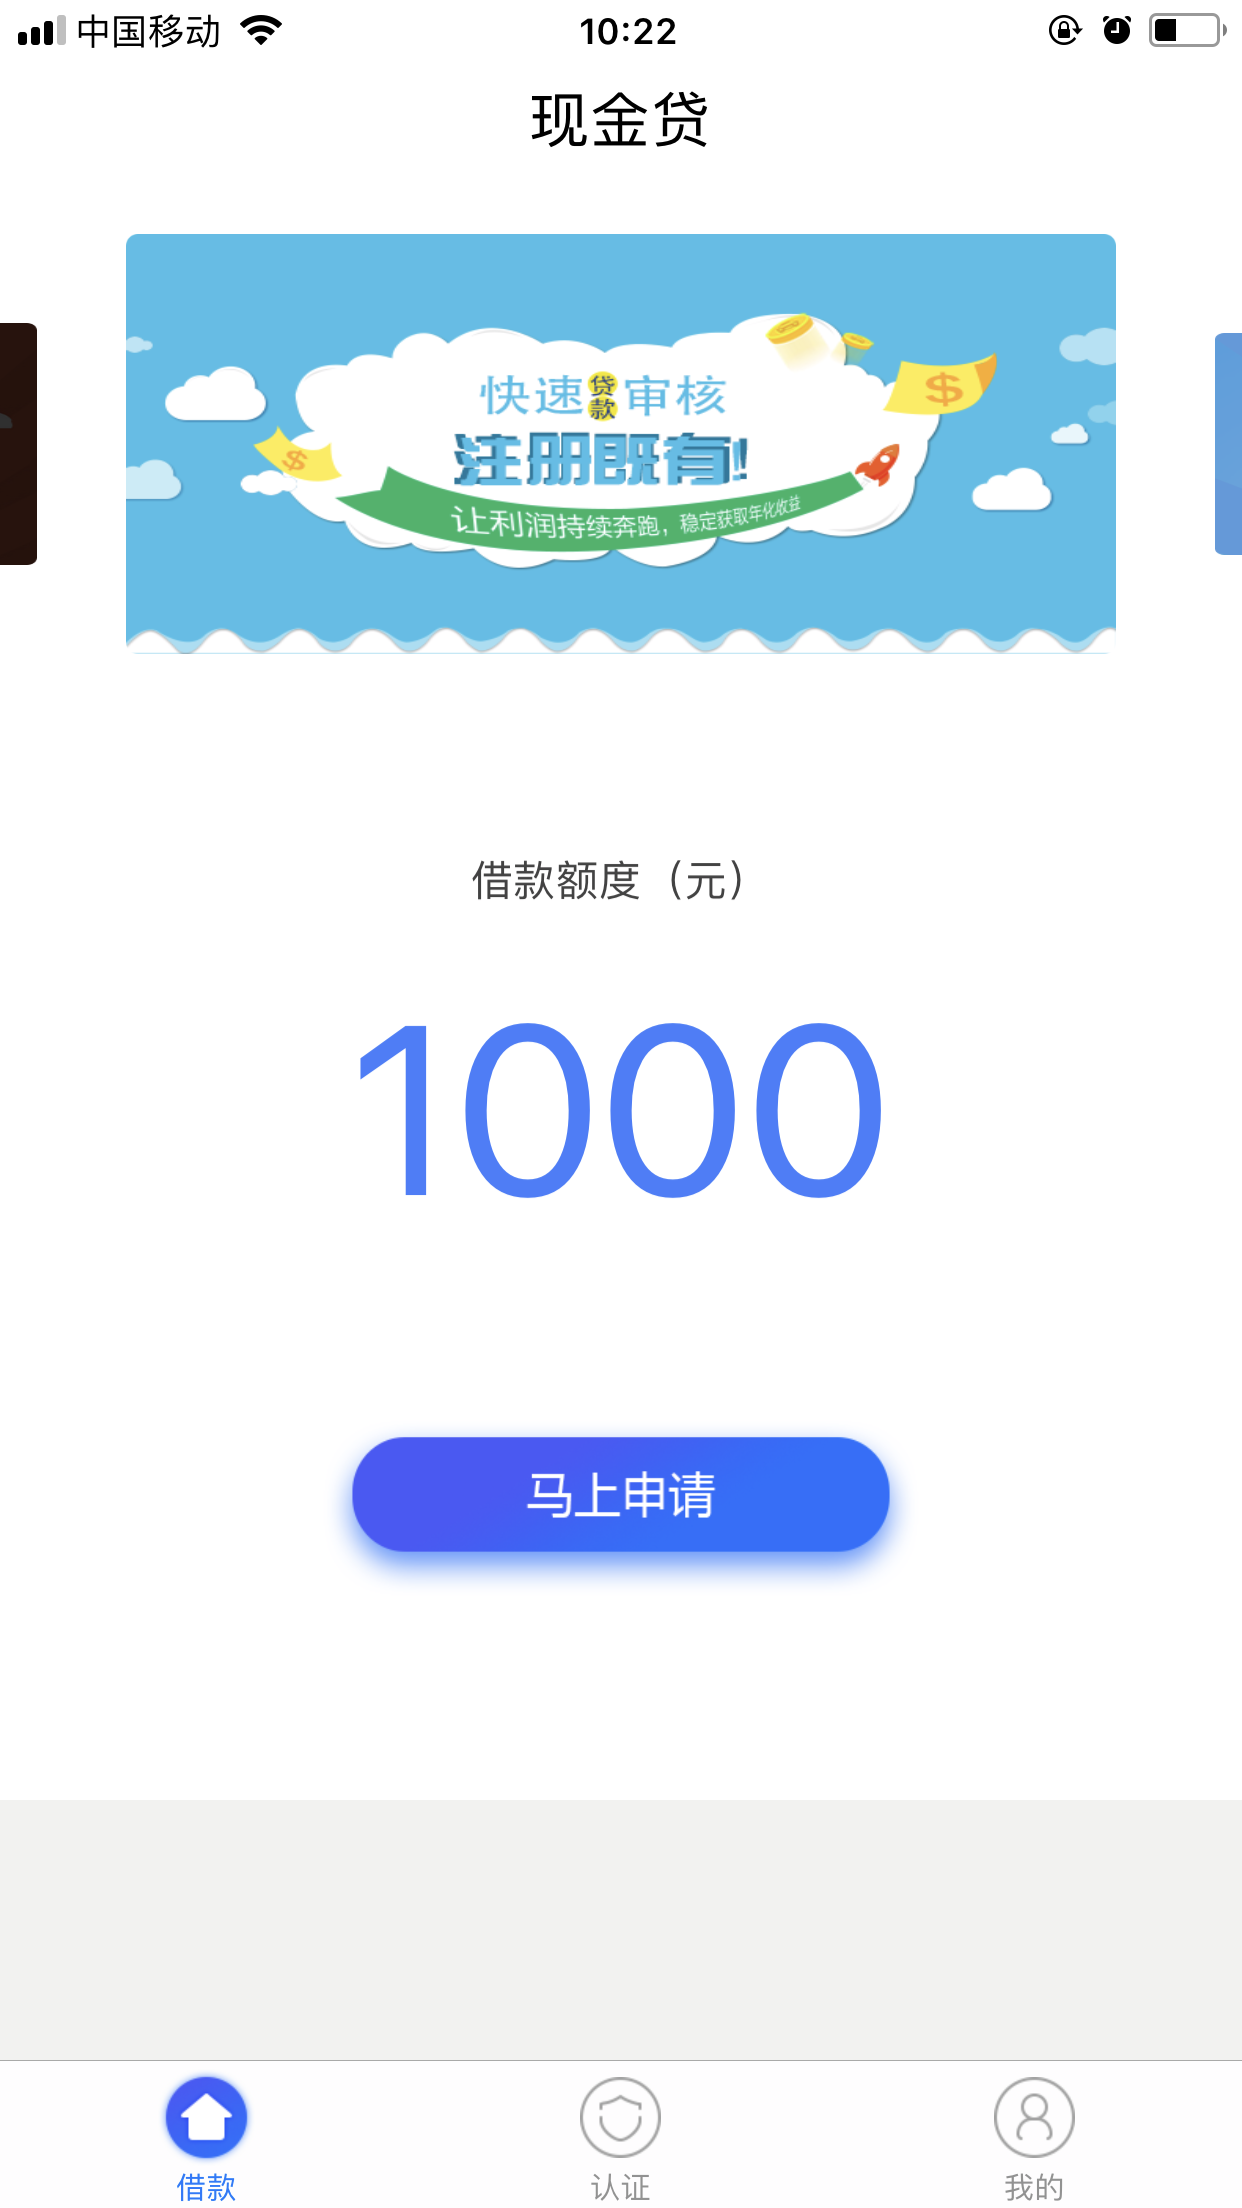 中国移动
10:22
现金贷
快速贷款审核
注册既有!
让利润持续奔跑，稳定获取年化收益
借款额度（元）
1000
马上申请
借款
认证
我的